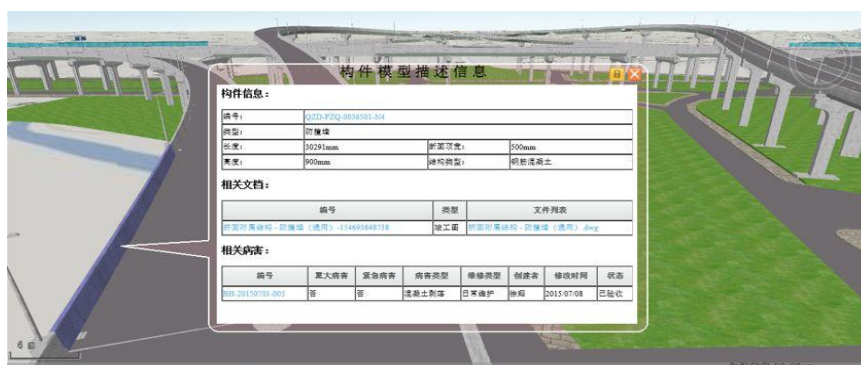 构件模型描述信息
构件信息：
编号： QZD-FZQ-0036501-304
类型： 防撞墙
长度： 30291mm 断面顶宽： 500mm
高度： 900mm 结构类型： 钢筋混凝土
相关文档：
编号 类型 文件列表
桥面附属结构-防撞墙（通用）-154693648738 竣工图 桥面附属结构-防撞墙（通用）.dwg
相关病害：
编号 重大病害 紧急病害 病害类型 维修类型 创建者 修改时间 状态
BH-20150701-003 否 否 混凝土剥落 日常维护 2015/07/08 已验收